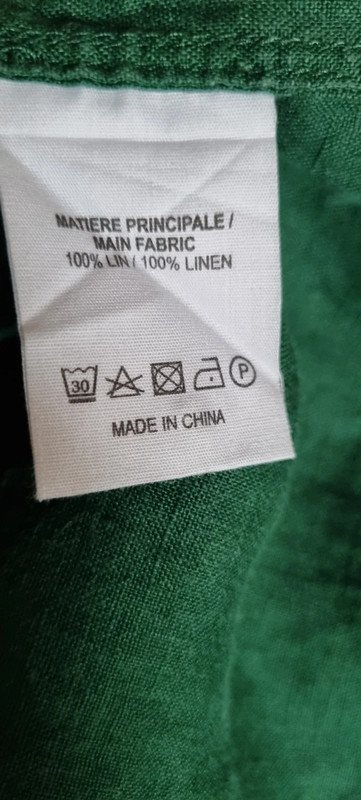 MATIERE PRINCIPALE /
MAIN FABRIC
100% LIN / 100% LINEN
30 P
MADE IN CHINA